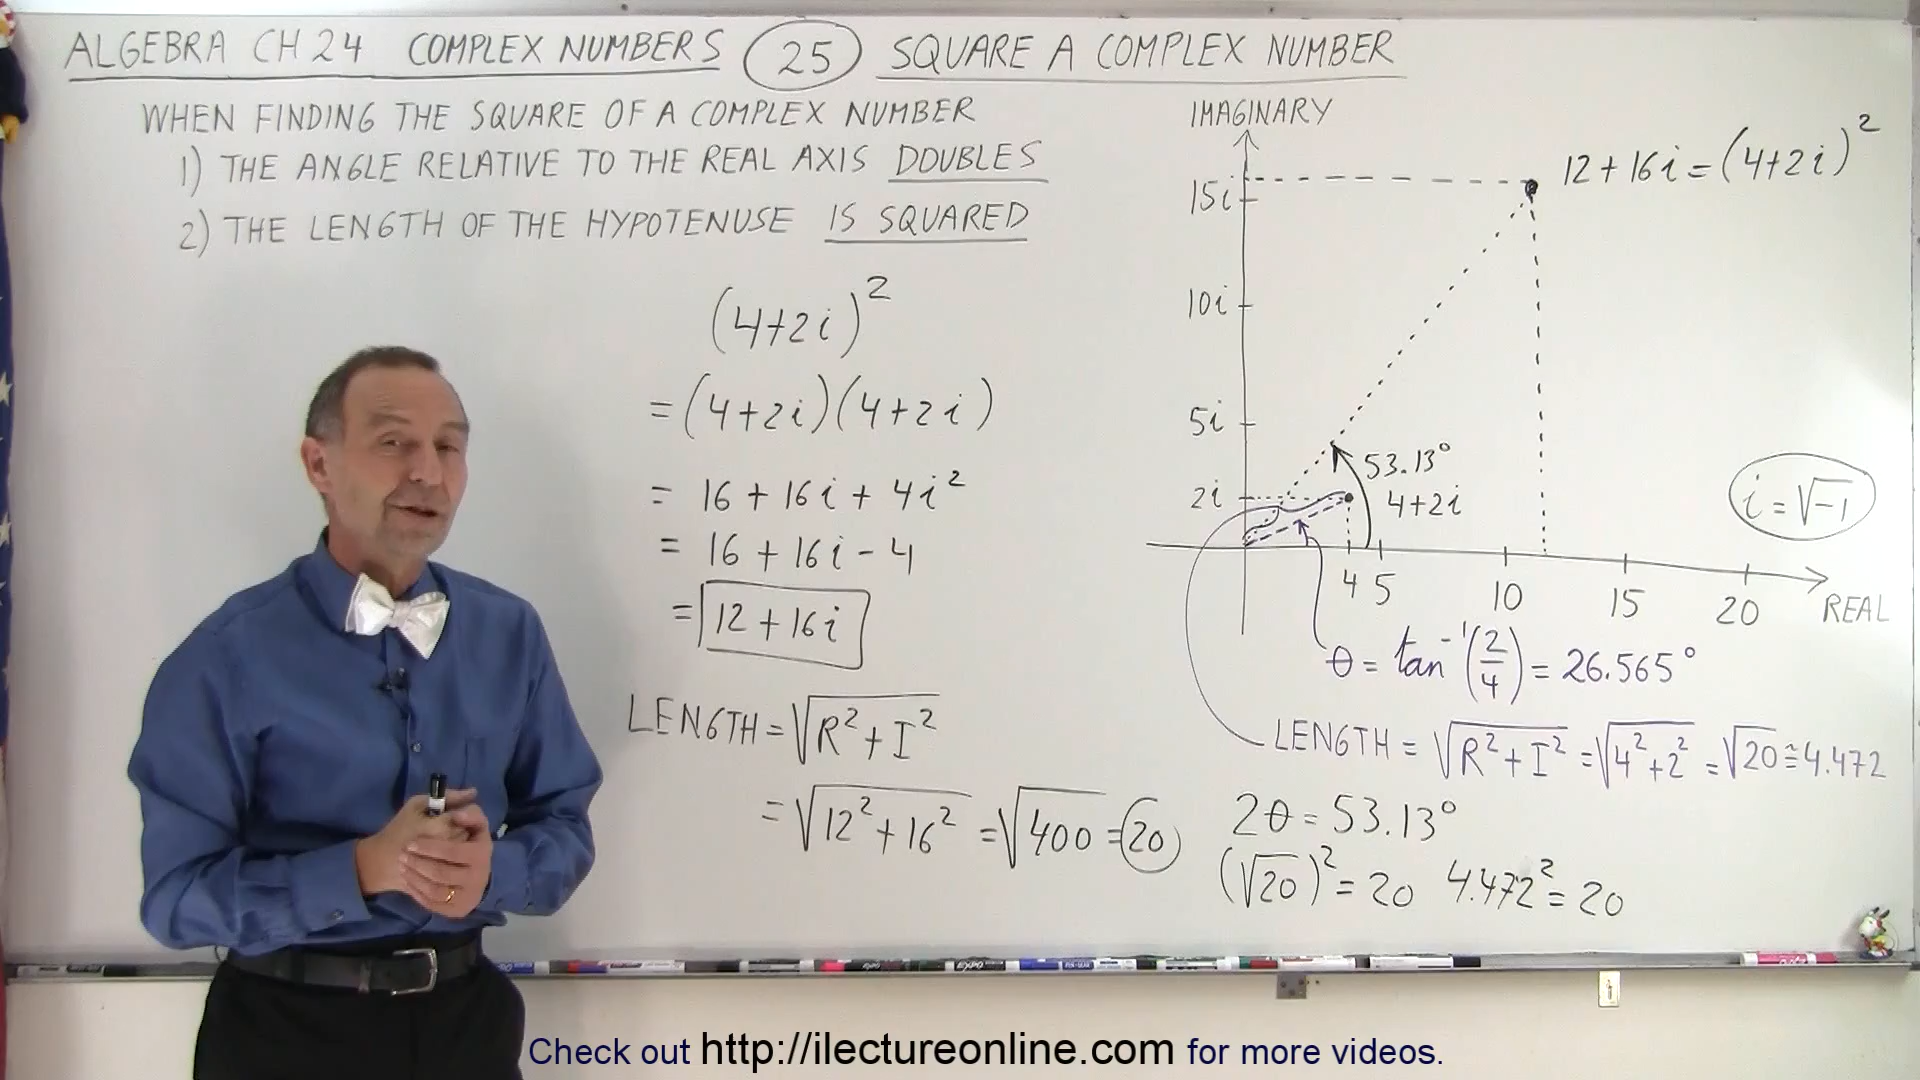 ALGEBRA CH 24 COMPLEX NUMBERS 25 SQUARE A COMPLEX NUMBER
WHEN FINDING THE SQUARE OF A COMPLEX NUMBER
1) THE ANGLE RELATIVE TO THE REAL AXIS DOUBLES
2) THE LENGTH OF THE HYPOTENUSE IS SQUARED
(4+2i)²
= (4+2i)(4+2i)
= 16 + 16i + 4i²
= 16 + 16i - 4
= 12 + 16i
LENGTH = √R² + I²
= √12² + 16² = √400 = 20
IMAGINARY
12 + 16i = (4+2i)²
15i
10i
5i
53.13°
2i
4+2i
i = √-1
4 5 10 15 20 REAL
θ = tan⁻¹(2/4) = 26.565°
LENGTH = √R² + I² = √4² + 2² = √20 ≅ 4.472
2θ = 53.13°
(√20)² = 20 4.472² = 20
Check out http://ilectureonline.com for more videos.